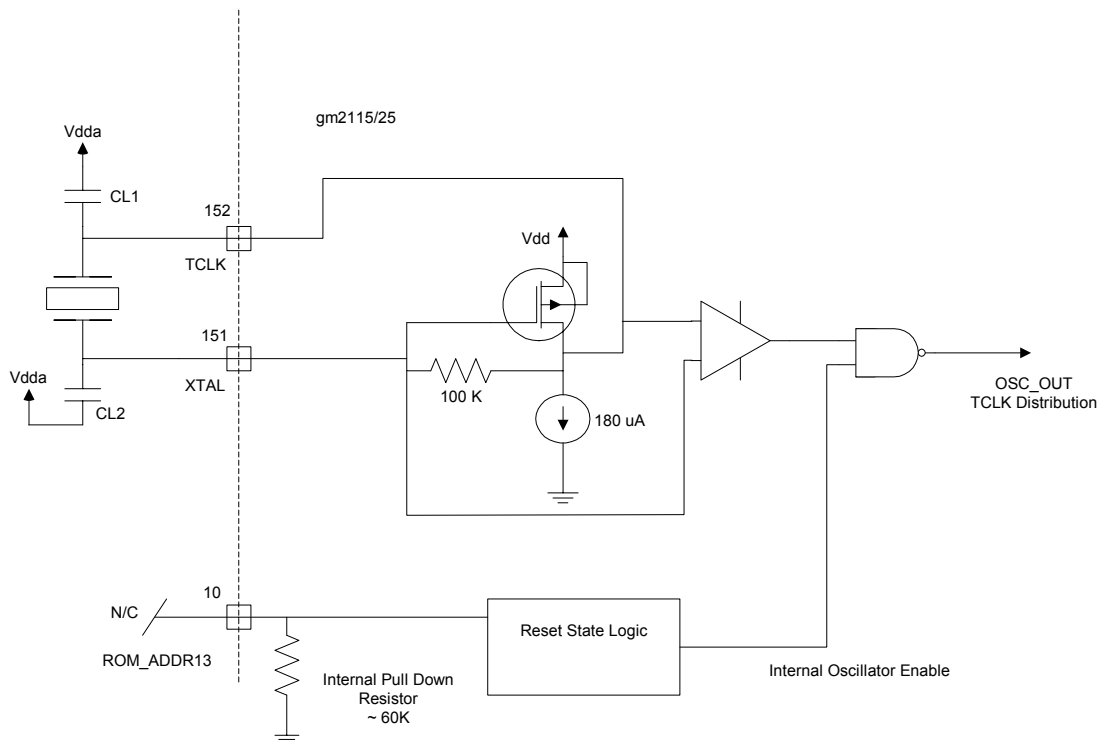 gm2115/25
Vdda
CL1
152
TCLK
Vdd
151
XTAL
Vdda
CL2
100 K
180 uA
OSC_OUT
TCLK Distribution
10
N/C
ROM_ADDR13
Reset State Logic
Internal Pull Down
Resistor
~ 60K
Internal Oscillator Enable